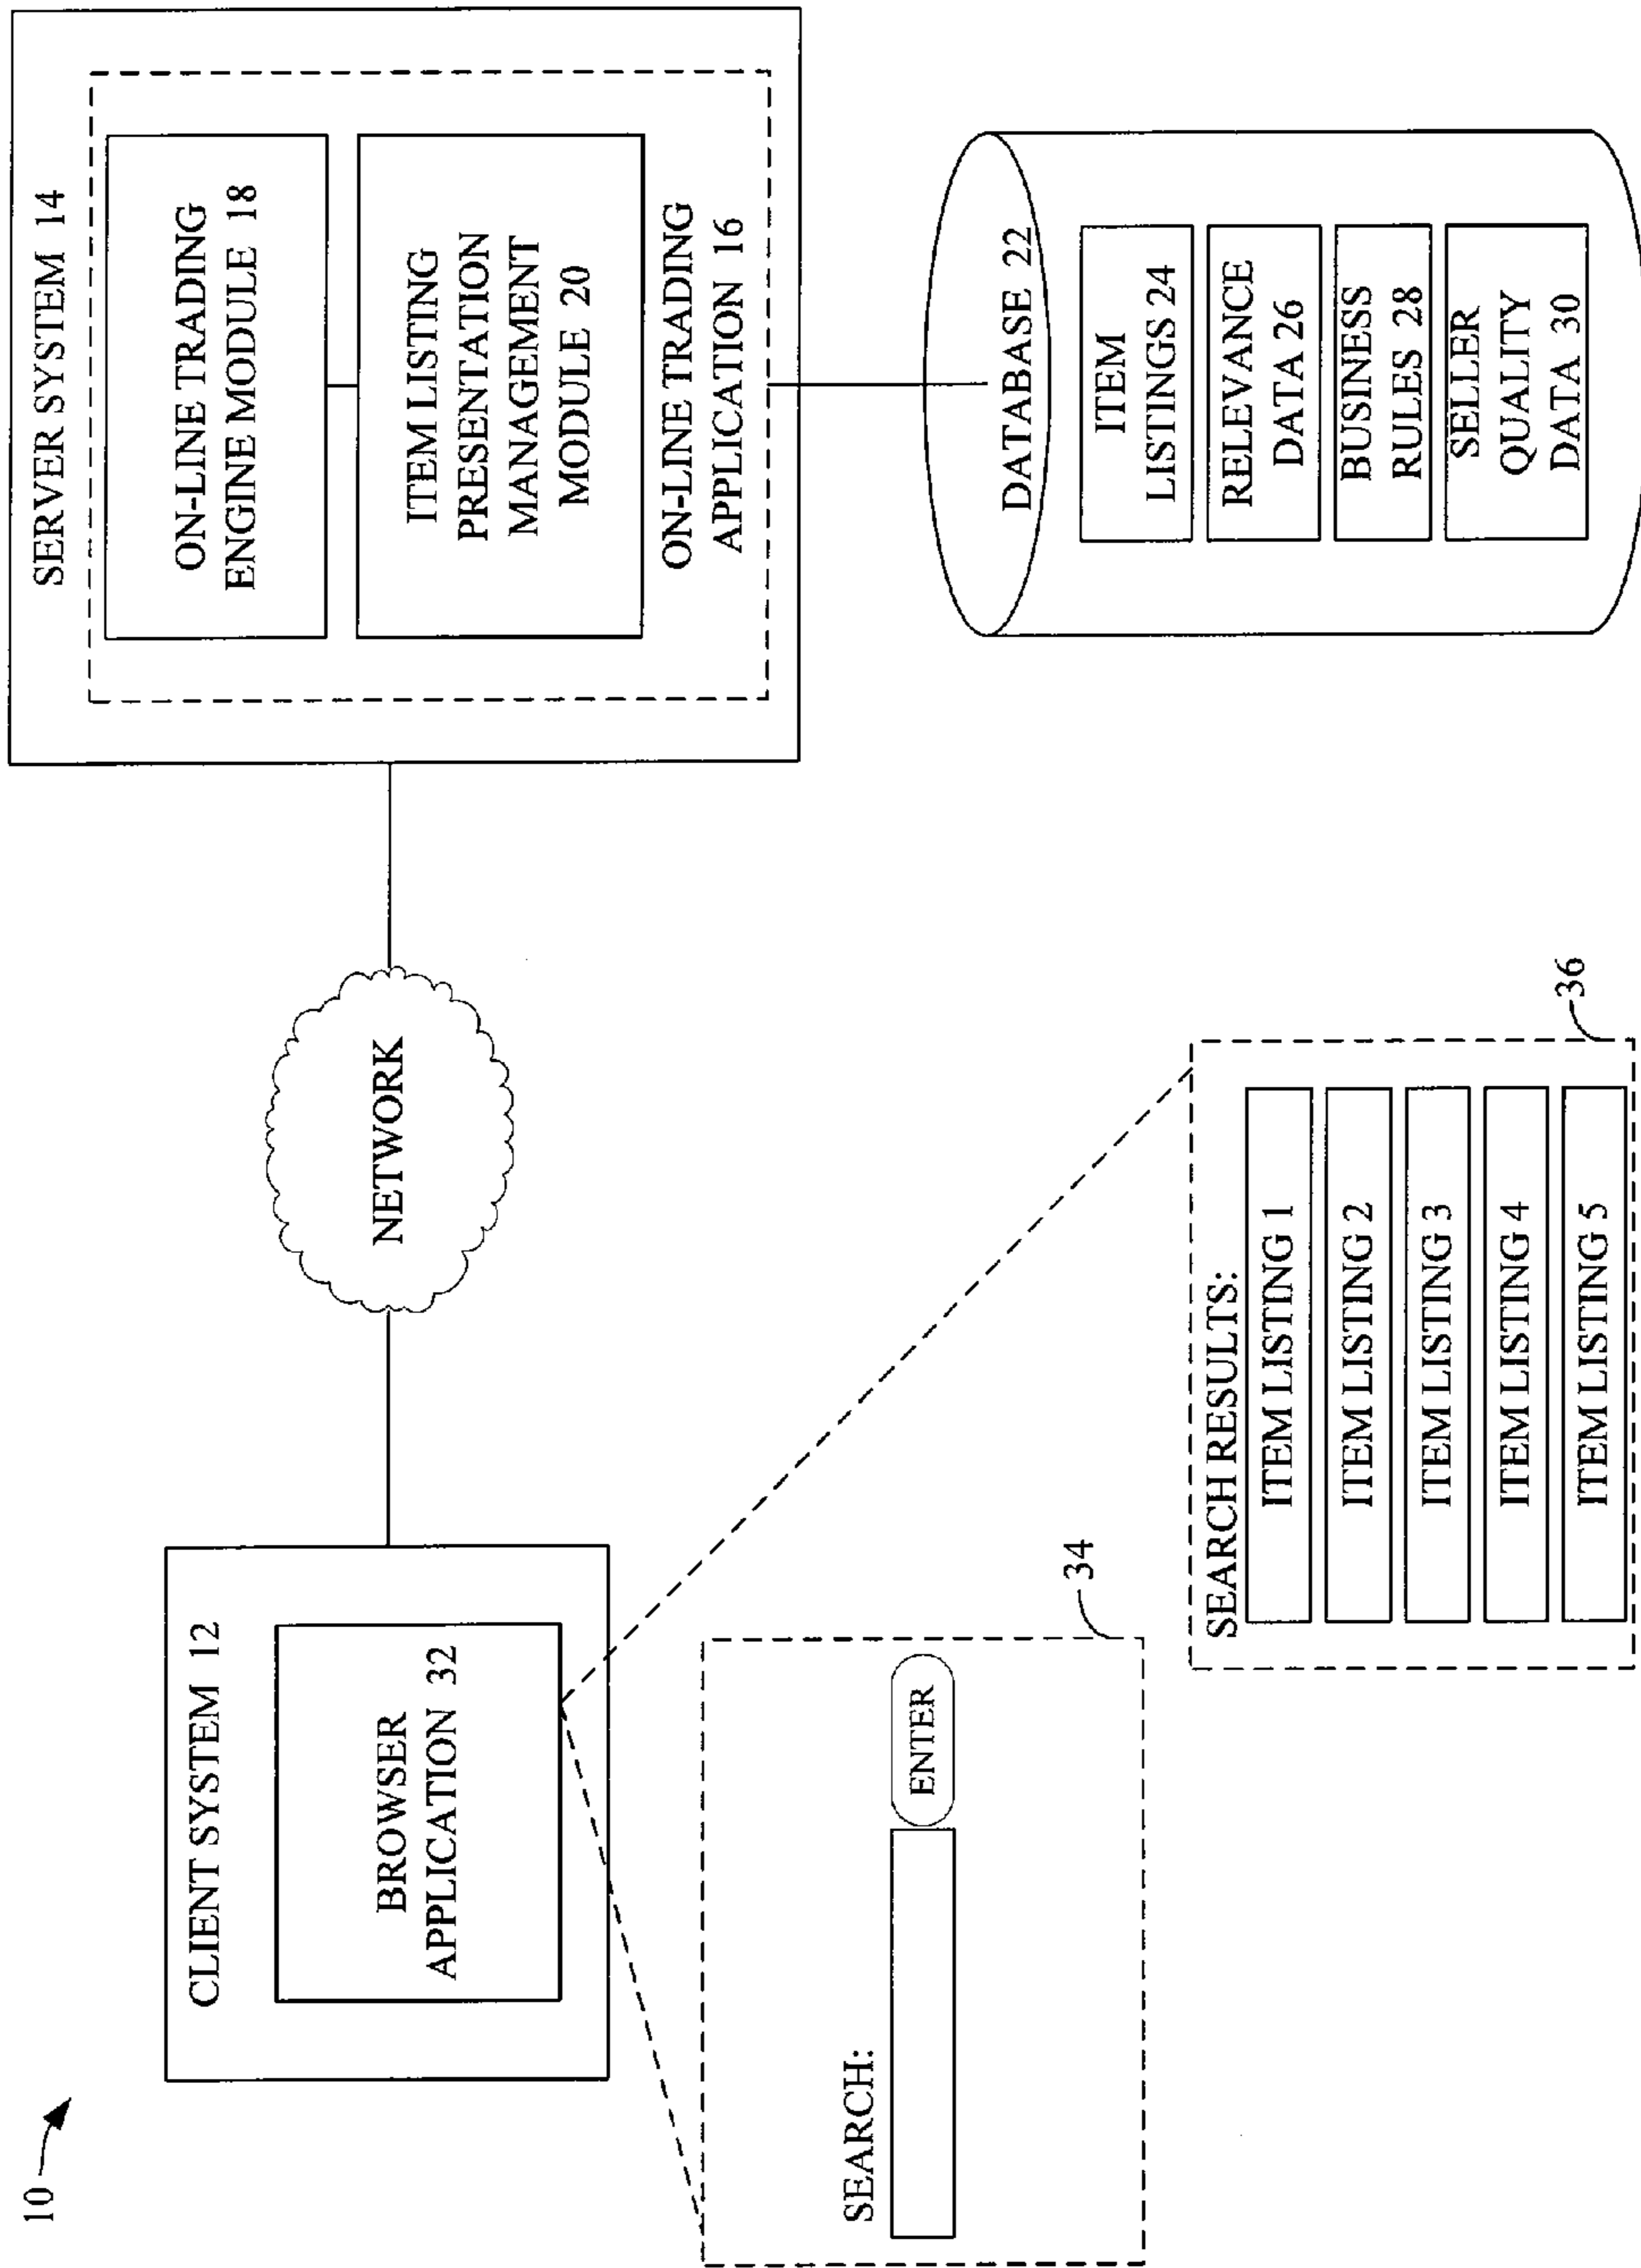 10
CLIENT SYSTEM 12
BROWSER
APPLICATION 32
NETWORK
SERVER SYSTEM 14
ON-LINE TRADING
ENGINE MODULE 18
ITEM LISTING
PRESENTATION
MANAGEMENT
MODULE 20
ON-LINE TRADING
APPLICATION 16
SEARCH:
ENTER
34
SEARCH RESULTS:
ITEM LISTING 1
ITEM LISTING 2
ITEM LISTING 3
ITEM LISTING 4
ITEM LISTING 5
36
DATABASE 22
ITEM
LISTINGS 24
RELEVANCE
DATA 26
BUSINESS
RULES 28
SELLER
QUALITY
DATA 30